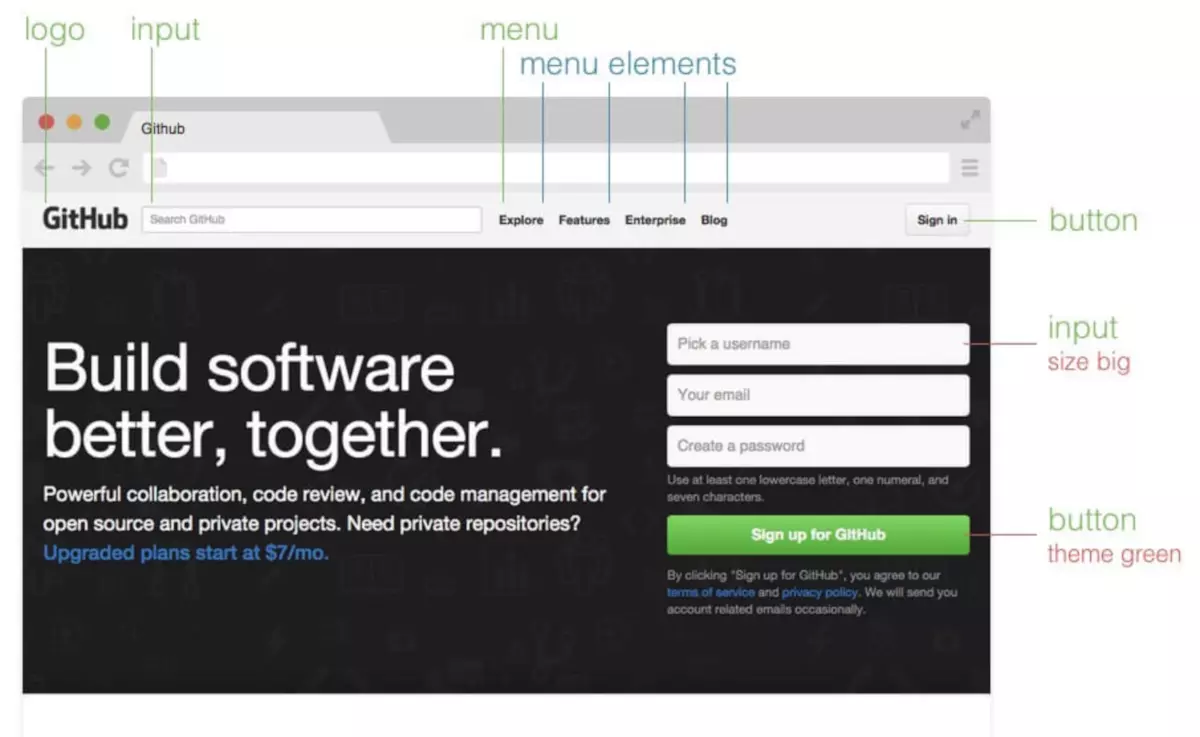 logo
input
menu
menu elements
Github
GitHub
Search GitHub
Explore Features Enterprise Blog
Sign in
button
Build software
better, together.
Powerful collaboration, code review, and code management for
open source and private projects. Need private repositories?
Upgraded plans start at $7/mo.
Pick a username
input
size big
Your email
Create a password
Use at least one lowercase letter, one numeral, and
seven characters.
Sign up for GitHub
button
theme green
By clicking "Sign up for GitHub", you agree to our
terms of service and privacy policy. We will send you
account related emails occasionally.